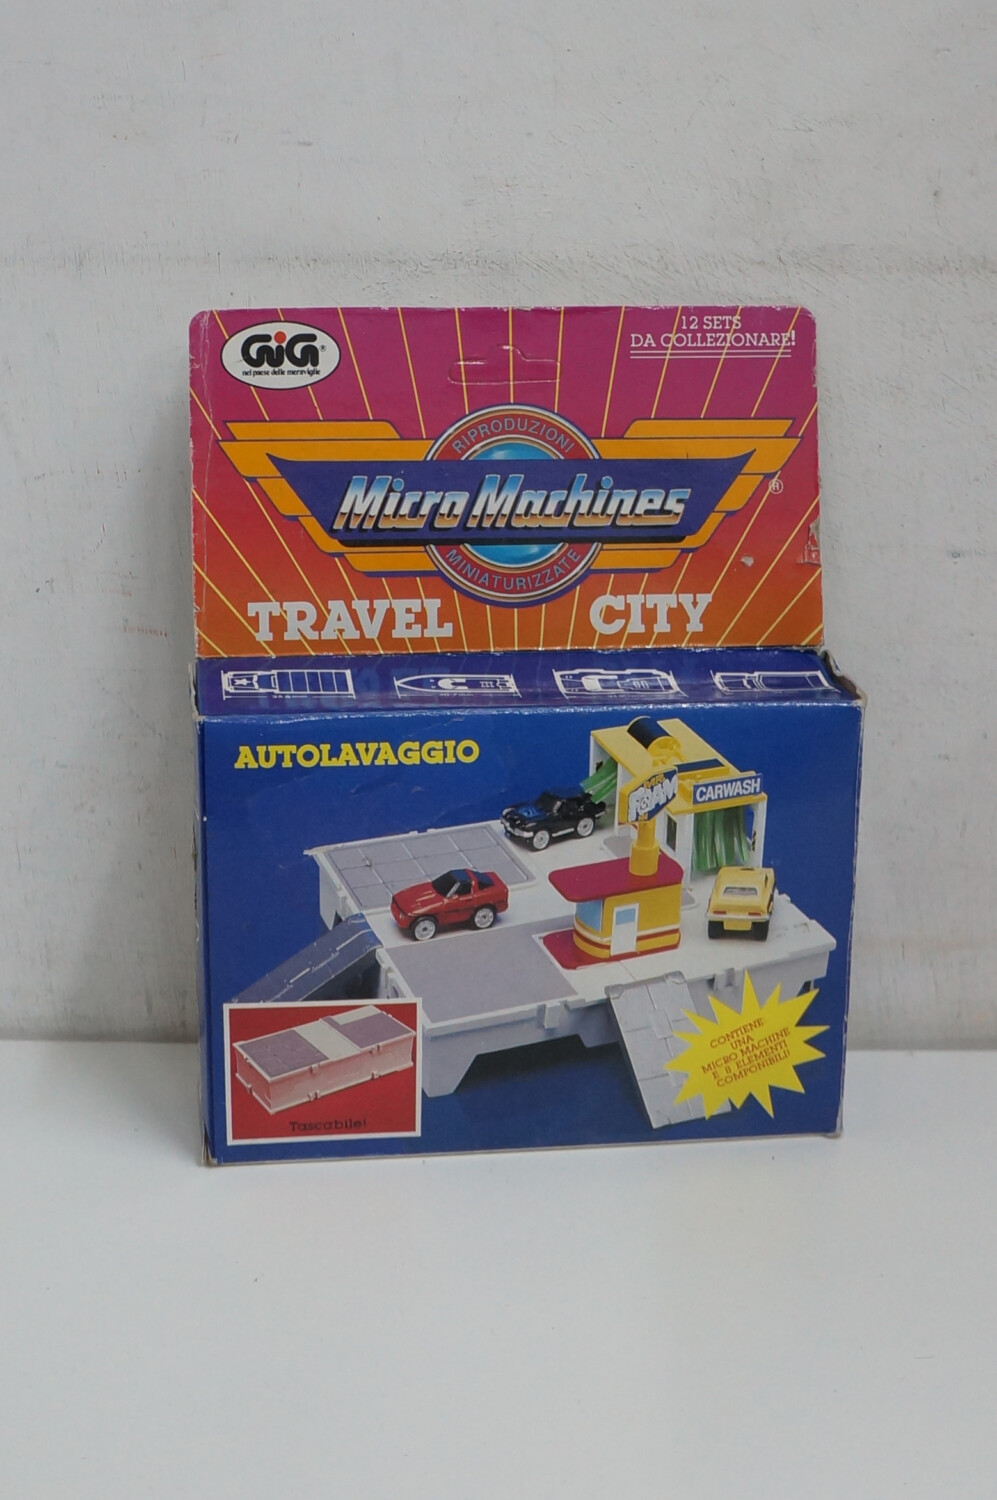 GiG®
nel paese delle meraviglie
12 SETS
DA COLLEZIONARE!
RIPRODUZIONI
Micro Machines
®
MINIATURIZZATE
TRAVEL CITY
AUTOLAVAGGIO
FOAM
CARWASH
CONTIENE
UNA
MICRO MACHINE
E 8 ELEMENTI
COMPONIBILI!
Tascabile!